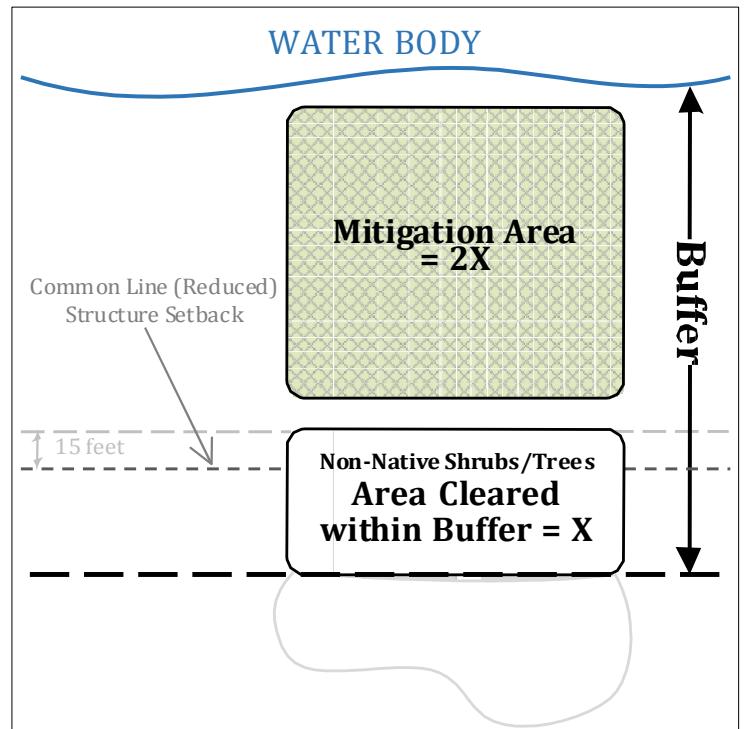 WATER BODY
Mitigation Area
= 2X
Buffer
Common Line (Reduced)
Structure Setback
15 feet
Non-Native Shrubs/Trees
Area Cleared
within Buffer = X